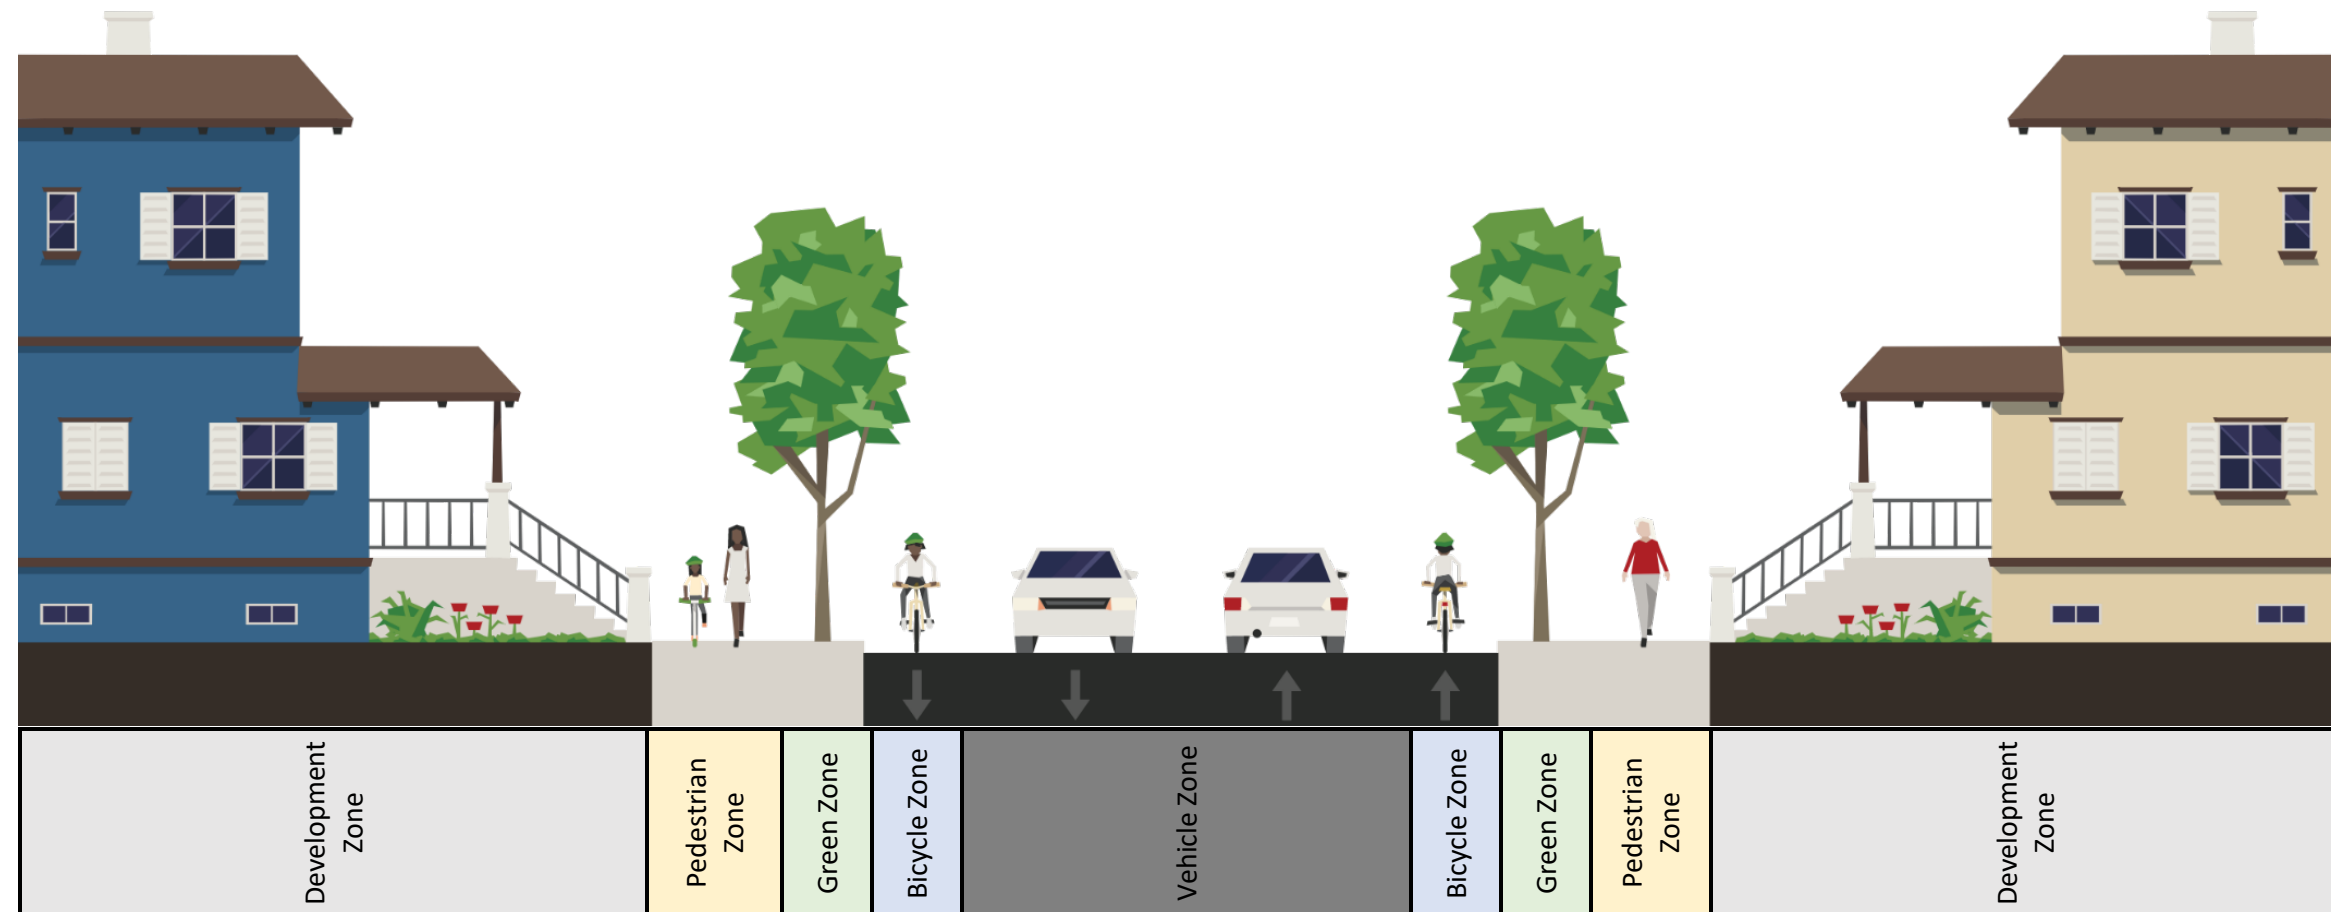 Development
Zone
Pedestrian
Zone
Green Zone
Bicycle Zone
Vehicle Zone
Bicycle Zone
Green Zone
Pedestrian
Zone
Development
Zone